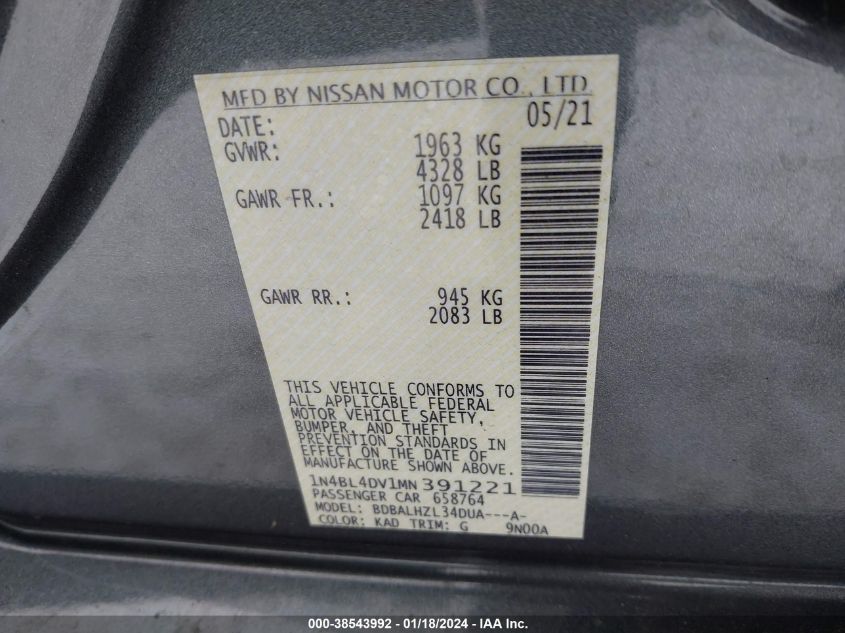 MFD BY NISSAN MOTOR CO., LTD.
DATE: 05/21
GVWR: 1963 KG
4328 LB
GAWR FR.: 1097 KG
2418 LB
GAWR RR.: 945 KG
2083 LB
THIS VEHICLE CONFORMS TO
ALL APPLICABLE FEDERAL
MOTOR VEHICLE SAFETY,
BUMPER, AND THEFT
PREVENTION STANDARDS IN
EFFECT ON THE DATE OF
MANUFACTURE SHOWN ABOVE.
1N4BL4DV1MN391221
PASSENGER CAR 658764
MODEL: BDBALHZL34DUA---A-
COLOR: KAD TRIM: G 9N00A
000-38543992 - 01/18/2024 - IAA Inc.